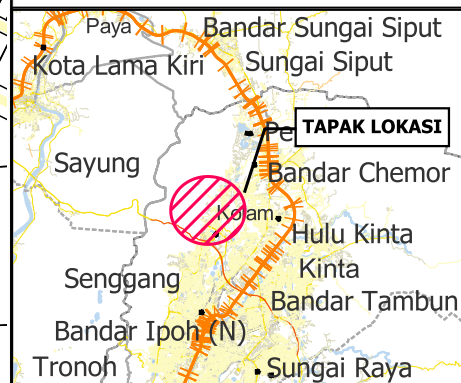 Paya
Bandar Sungai Siput
Kota Lama Kiri
Sungai Siput
Pe
TAPAK LOKASI
Sayung
Bandar Chemor
Kolam
Hulu Kinta
Kinta
Senggang
Bandar Tambun
Bandar Ipoh (N)
Tronoh
Sungai Raya